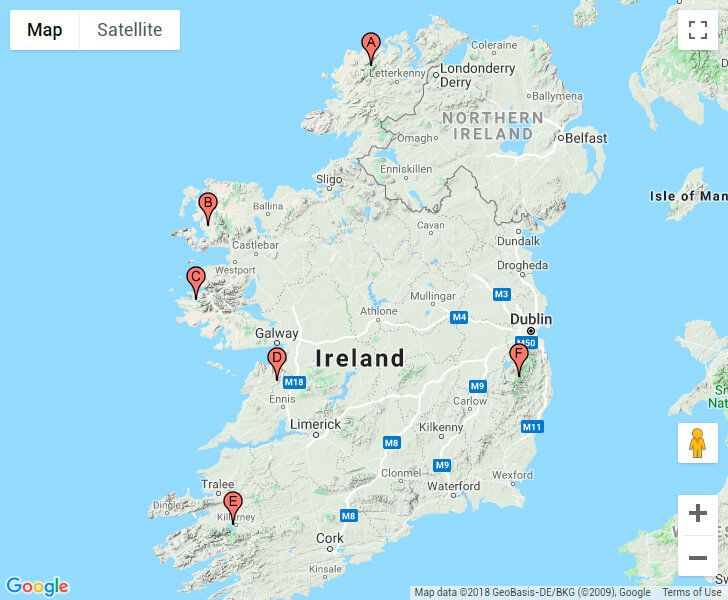 Map
Satellite
A
Coleraine
Letterkenny
Londonderry
Derry
Ballymena
NORTHERN
IRELAND
Omagh
Belfast
Enniskillen
Sligo
Isle of Man
B
Ballina
Cavan
Castlebar
Dundalk
Westport
Drogheda
C
Mullingar
M3
Athlone
M4
Dublin
Galway
M50
D
Ireland
F
M18
M9
Ennis
Carlow
Limerick
Kilkenny
M11
M8
M9
Clonmel
Wexford
Tralee
Waterford
Dingle
E
Killarney
M8
Cork
Kinsale
Google
Map data ©2018 GeoBasis-DE/BKG (©2009), Google
Terms of Use